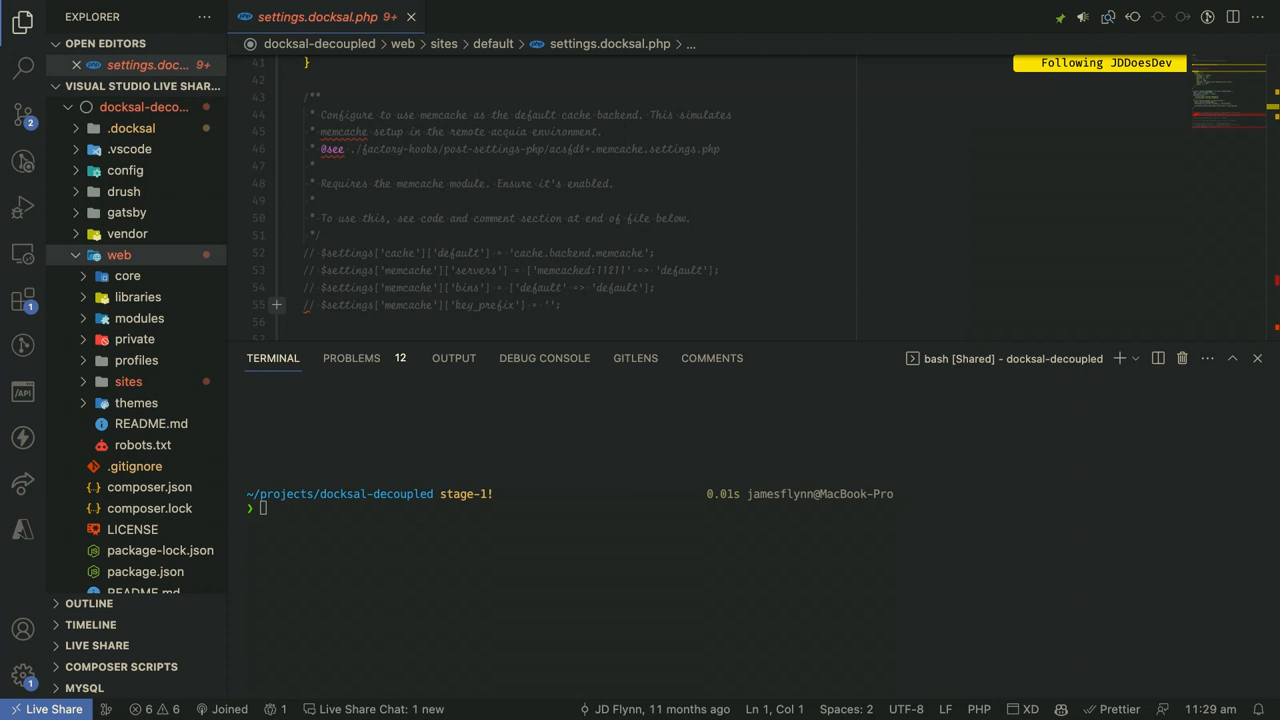 EXPLORER
settings.docksal.php 9+
OPEN EDITORS
docksal-decoupled > web > sites > default > settings.docksal.php > ...
settings.doc... 9+
VISUAL STUDIO LIVE SHAR...
docksal-deco...
.docksal
.vscode
config
drush
gatsby
vendor
web
core
libraries
modules
private
profiles
sites
themes
README.md
robots.txt
.gitignore
composer.json
composer.lock
LICENSE
package-lock.json
package.json
README.md
OUTLINE
TIMELINE
LIVE SHARE
COMPOSER SCRIPTS
MYSQL
Following JDDoesDev
41 }
42
43 /**
44 * Configure to use memcache as the default cache backend. This simulates
45 * memcache setup in the remote acquia environment.
46 * @see ./factory-hooks/post-settings-php/acsfd8+.memcache.settings.php
47 *
48 * Requires the memcache module. Ensure it's enabled.
49 *
50 * To use this, see code and comment section at end of file below.
51 */
52 // $settings['cache']['default'] = 'cache.backend.memcache';
53 // $settings['memcache']['servers'] = ['memcached:11211' => 'default'];
54 // $settings['memcache']['bins'] = ['default' => 'default'];
55 // $settings['memcache']['key_prefix'] = '';
56
57
TERMINAL PROBLEMS 12 OUTPUT DEBUG CONSOLE GITLENS COMMENTS
bash [Shared] - docksal-decoupled
~/projects/docksal-decoupled stage-1! 0.01s jamesflynn@MacBook-Pro
❯
2
1
/API
1
Live Share 6 6 Joined 1 Live Share Chat: 1 new JD Flynn, 11 months ago Ln 1, Col 1 Spaces: 2 UTF-8 LF PHP XD Prettier 11:29 am